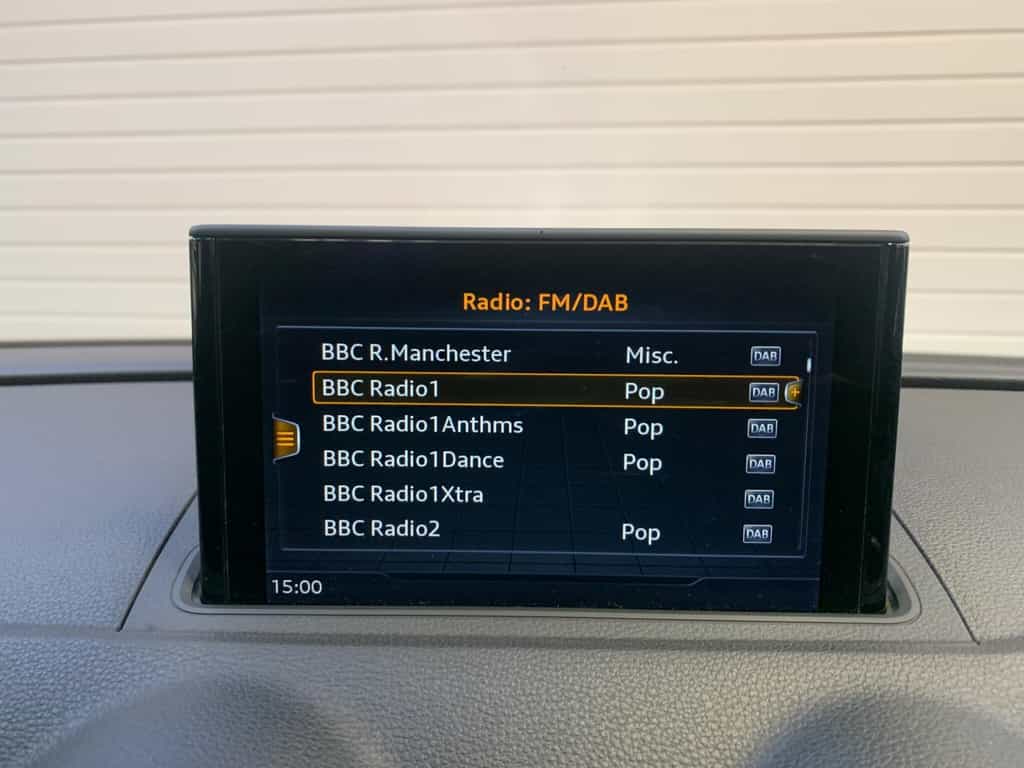 Radio: FM/DAB
BBC R.Manchester Misc. DAB
BBC Radio1 Pop DAB +
BBC Radio1Anthms Pop DAB
BBC Radio1Dance Pop DAB
BBC Radio1Xtra DAB
BBC Radio2 Pop DAB
15:00